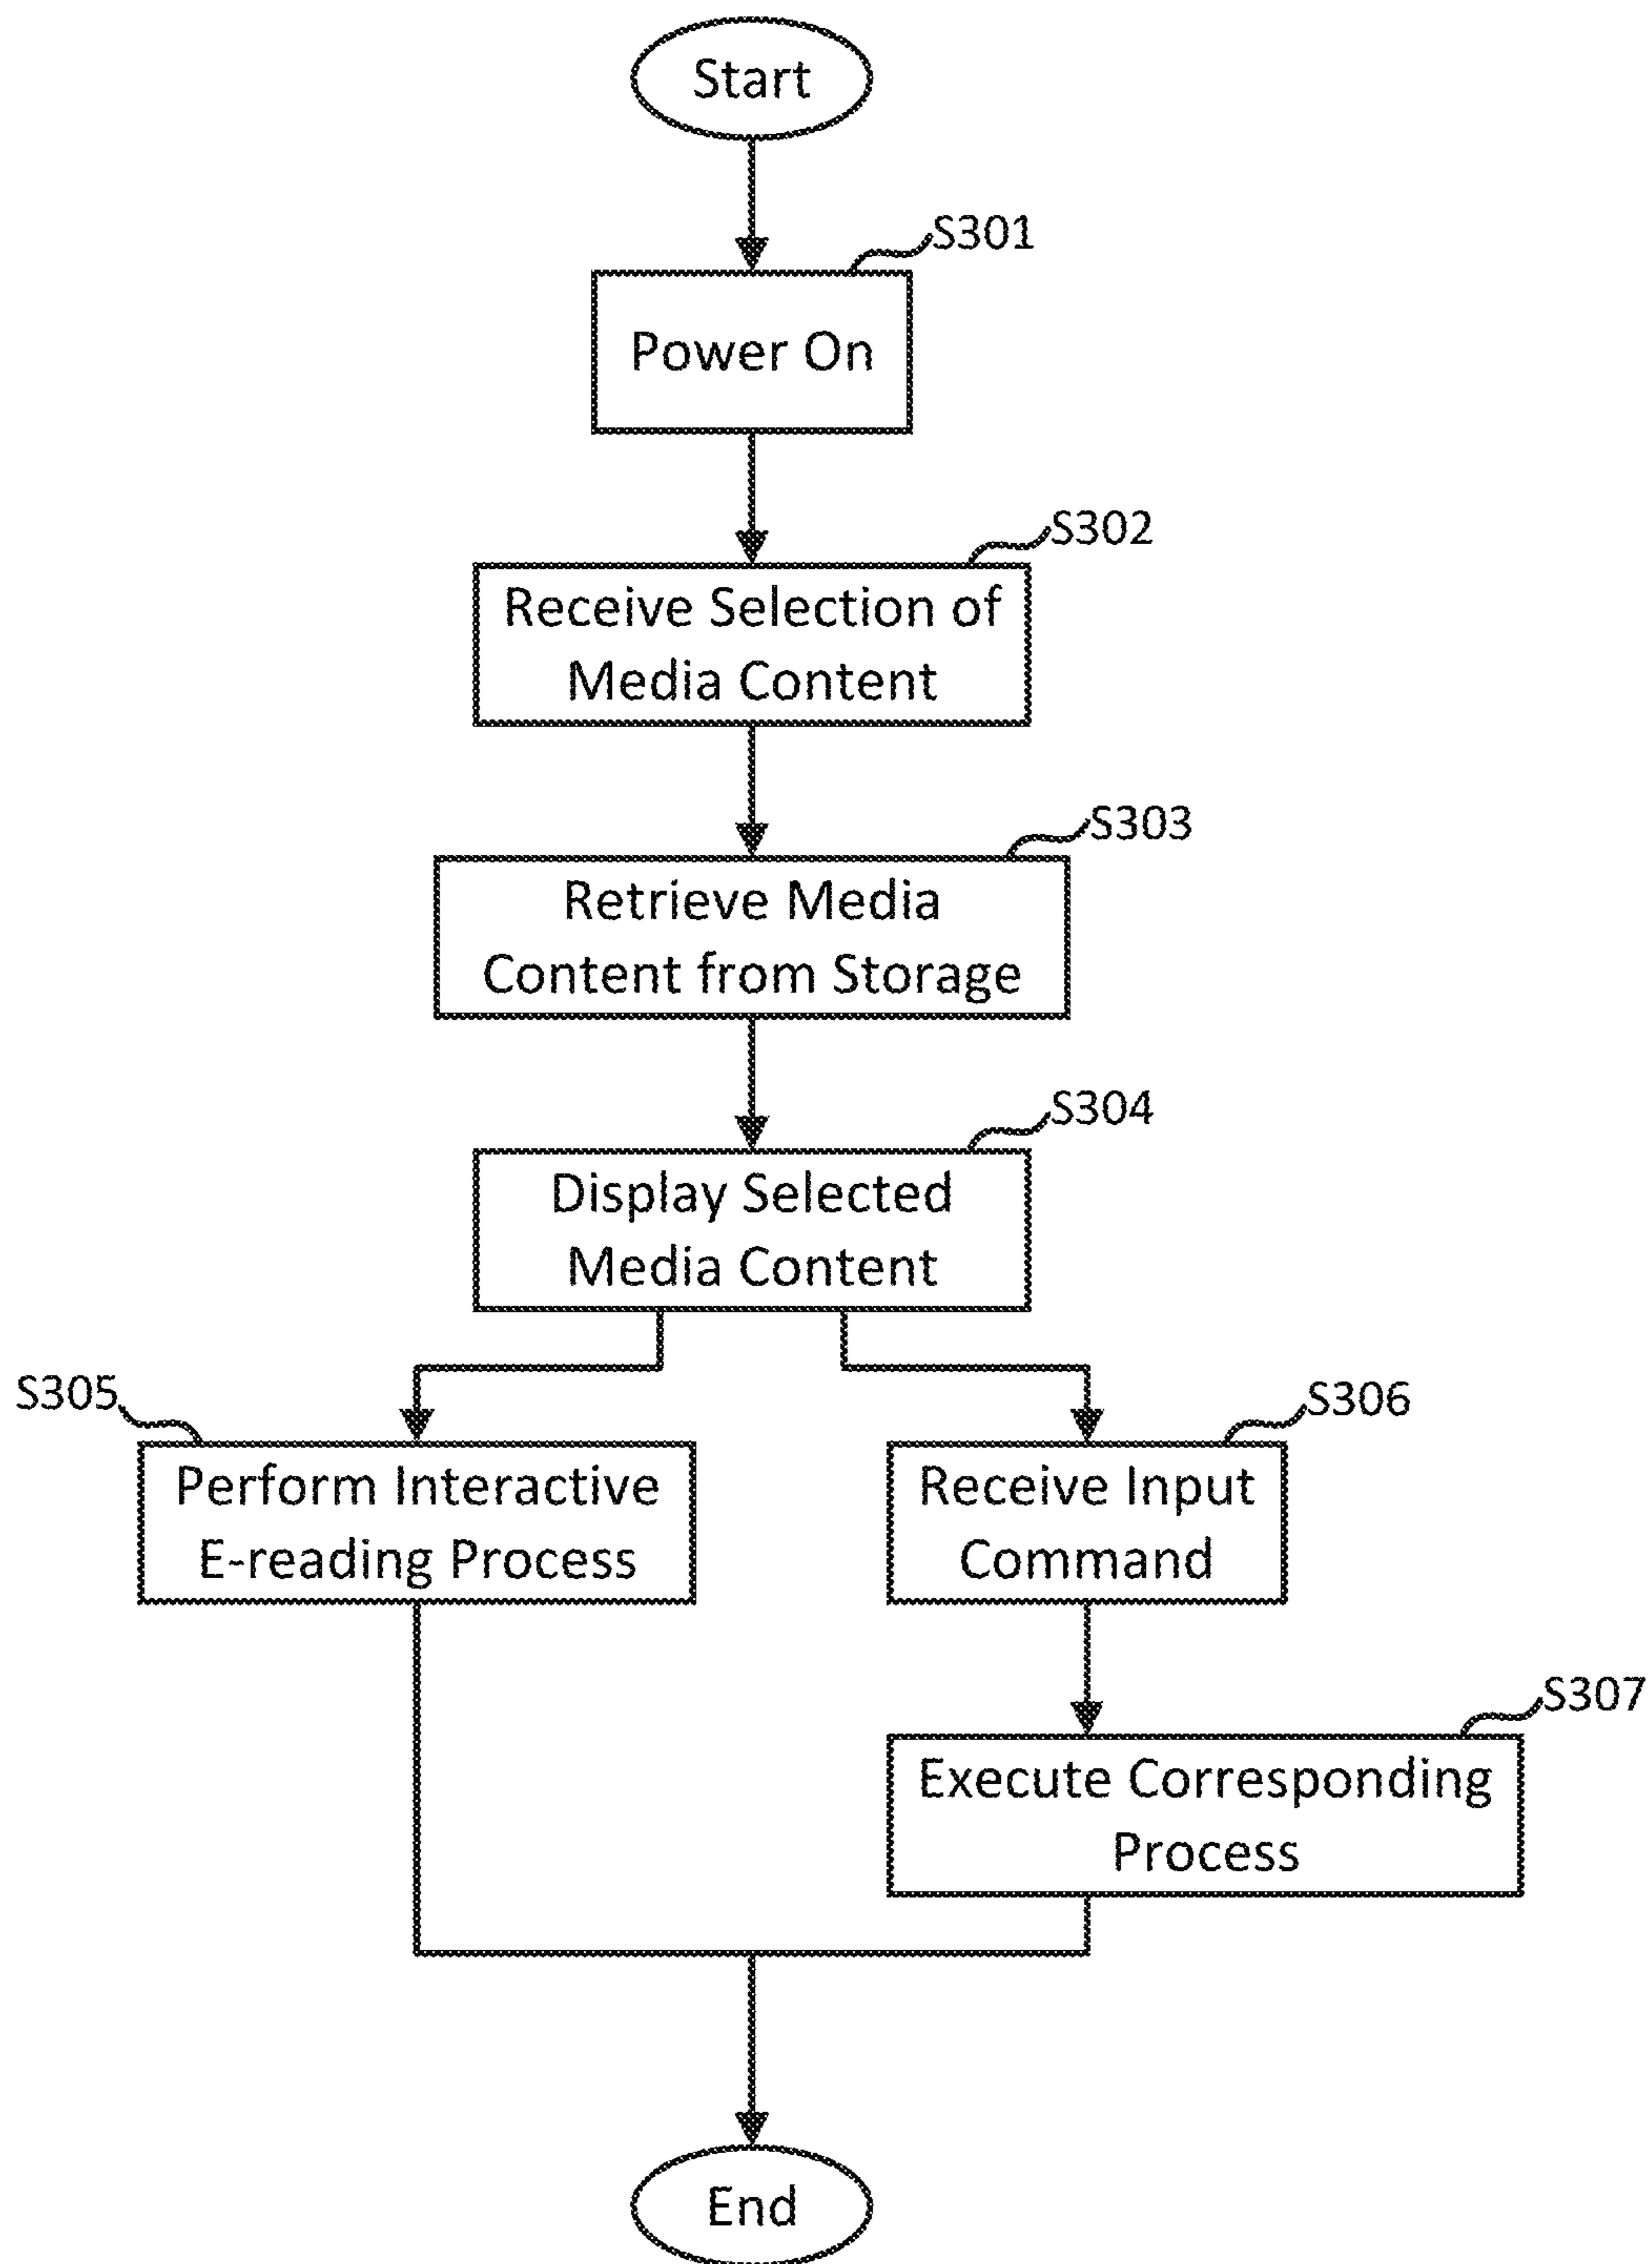 Start
S301
Power On
S302
Receive Selection of
Media Content
S303
Retrieve Media
Content from Storage
S304
Display Selected
Media Content
S305
Perform Interactive
E-reading Process
S306
Receive Input
Command
S307
Execute Corresponding
Process
End